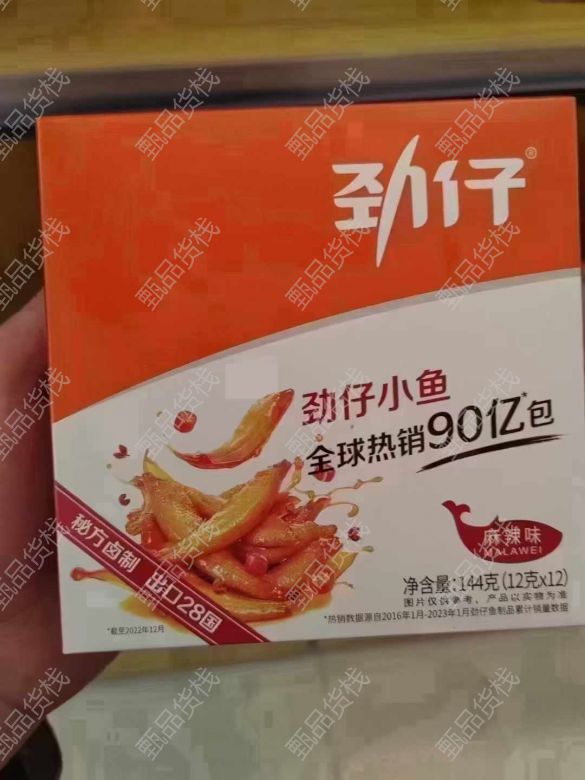 劲仔®
劲仔小鱼
全球热销90亿*包
麻辣味
MALAWEI
秘方卤制 出口28国
净含量:144克(12克x12)
图片仅供参考，产品以实物为准
*热销数据源自2016年1月-2023年1月劲仔鱼制品累计销量数据
*截至2022年12月
甄品货栈